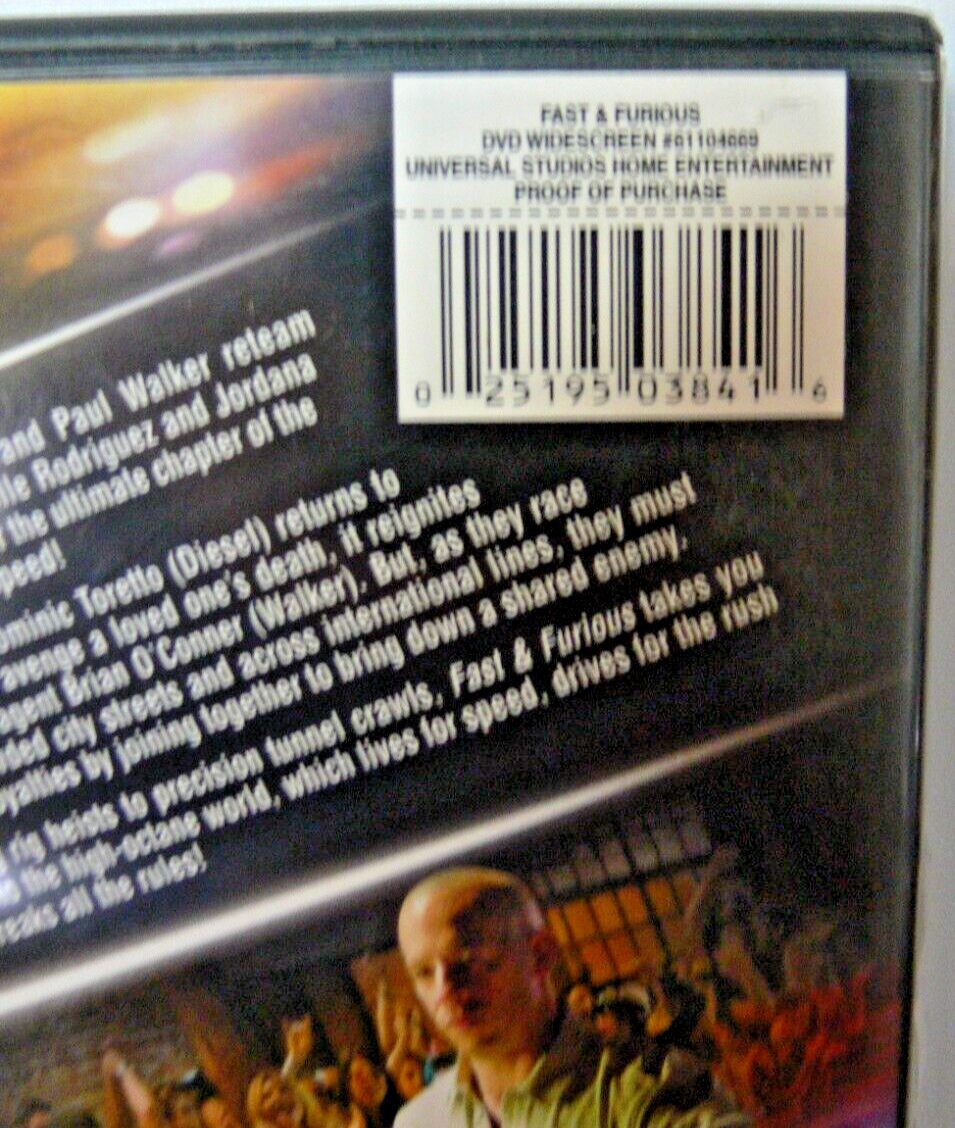 FAST & FURIOUS
DVD WIDESCREEN #61104669
UNIVERSAL STUDIOS HOME ENTERTAINMENT
PROOF OF PURCHASE
0 25195 03841 6
and Paul Walker reteam
Rodriguez and Jordana
the ultimate chapter of the
Toretto (Diesel) returns to
avenge a loved one's death, it reignites
agent Brian O'Conner (Walker). But, as they race
city streets and across international lines, they must
by joining together to bring down a shared enemy.
rig heists to precision tunnel crawls, Fast & Furious takes you
the high-octane world, which lives for speed, drives for the rush
all the rules!